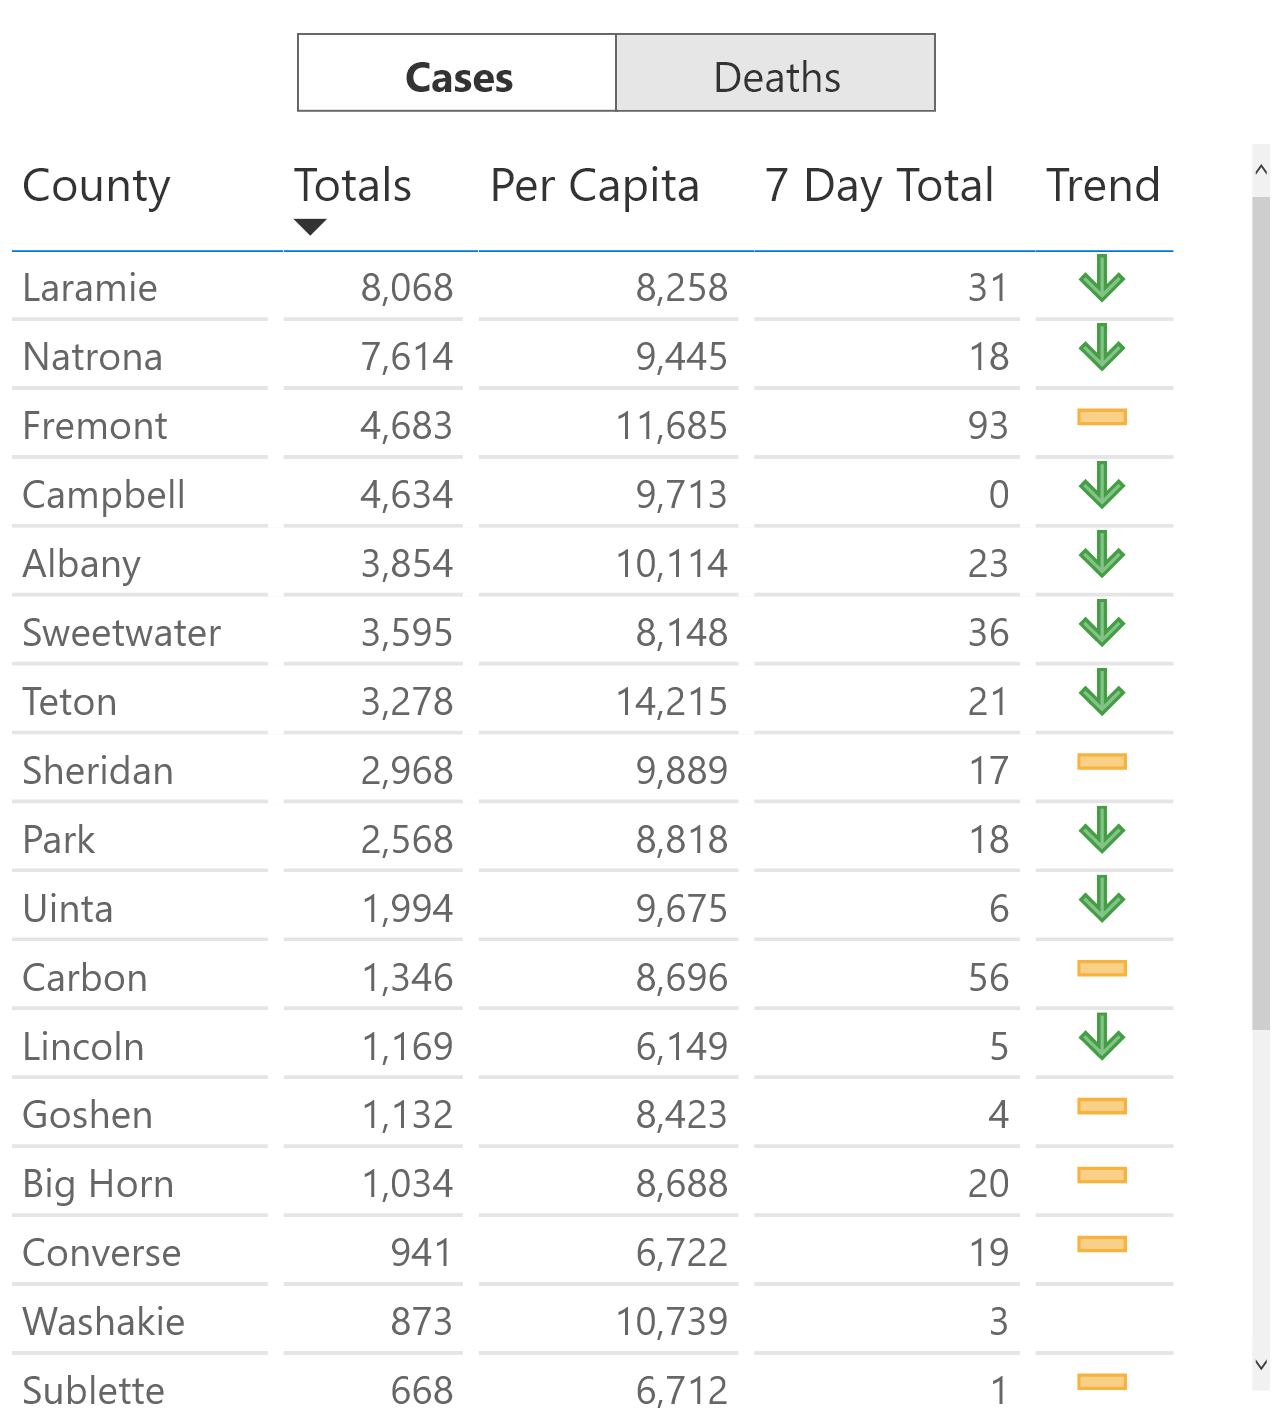 Cases Deaths
County Totals Per Capita 7 Day Total Trend
Laramie 8,068 8,258 31
Natrona 7,614 9,445 18
Fremont 4,683 11,685 93
Campbell 4,634 9,713 0
Albany 3,854 10,114 23
Sweetwater 3,595 8,148 36
Teton 3,278 14,215 21
Sheridan 2,968 9,889 17
Park 2,568 8,818 18
Uinta 1,994 9,675 6
Carbon 1,346 8,696 56
Lincoln 1,169 6,149 5
Goshen 1,132 8,423 4
Big Horn 1,034 8,688 20
Converse 941 6,722 19
Washakie 873 10,739 3
Sublette 668 6,712 1